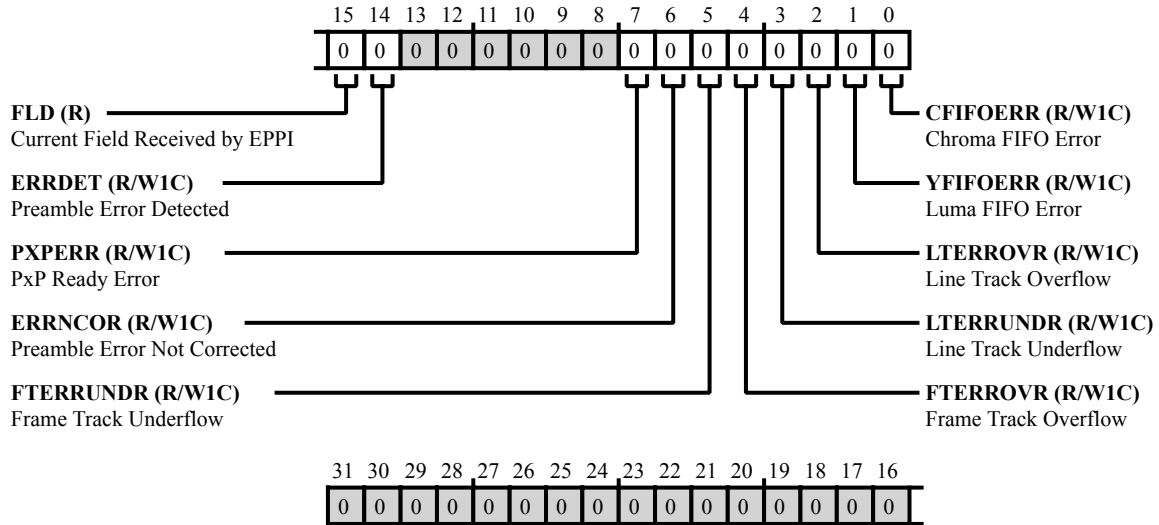 15 14 13 12 11 10 9 8 7 6 5 4 3 2 1 0
0 0 0 0 0 0 0 0 0 0 0 0 0 0 0 0
FLD (R)
Current Field Received by EPPI
ERRDET (R/W1C)
Preamble Error Detected
PXPERR (R/W1C)
PxP Ready Error
ERRNCOR (R/W1C)
Preamble Error Not Corrected
FTERRUNDR (R/W1C)
Frame Track Underflow
CFIFOERR (R/W1C)
Chroma FIFO Error
YFIFOERR (R/W1C)
Luma FIFO Error
LTERROVR (R/W1C)
Line Track Overflow
LTERRUNDR (R/W1C)
Line Track Underflow
FTERROVR (R/W1C)
Frame Track Overflow
31 30 29 28 27 26 25 24 23 22 21 20 19 18 17 16
0 0 0 0 0 0 0 0 0 0 0 0 0 0 0 0